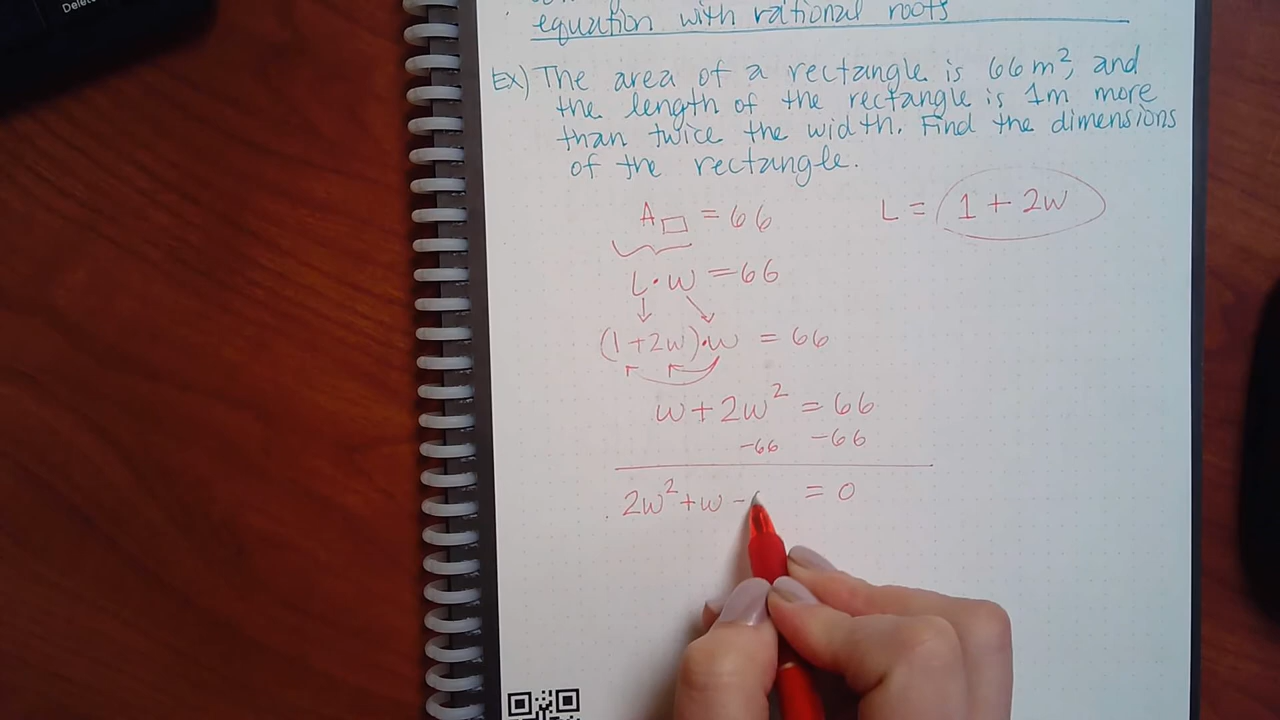 Delete
equation with rational roots
Ex) The area of a rectangle is 66m², and
the length of the rectangle is 1m more
than twice the width. Find the dimensions
of the rectangle.
A□ = 66
L = 1 + 2w
L·w = 66
(1+2w)·w = 66
w + 2w² = 66
-66 -66
2w² + w - = 0